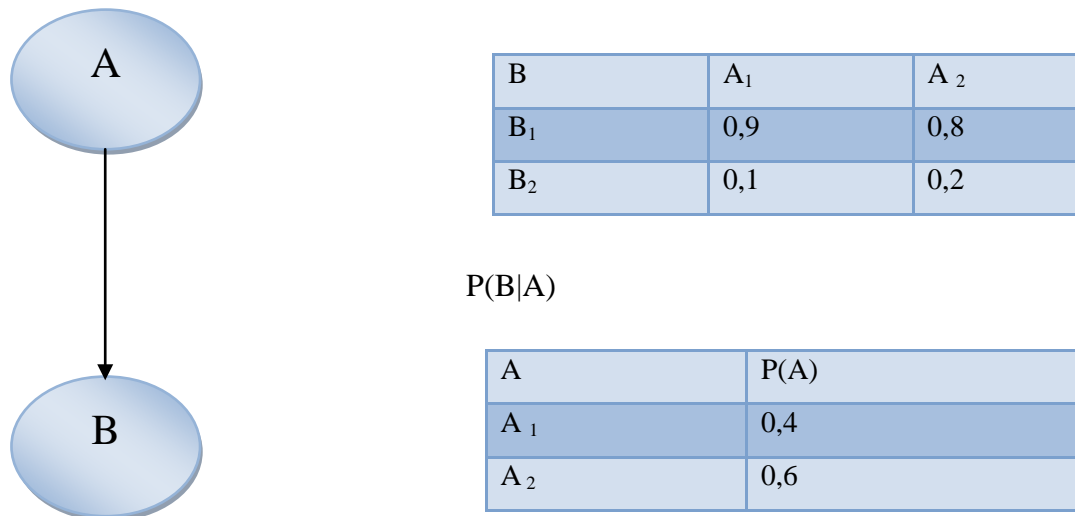 A
B A₁ A ₂
B₁ 0,9 0,8
B₂ 0,1 0,2
P(B|A)
A P(A)
A ₁ 0,4
A ₂ 0,6
B